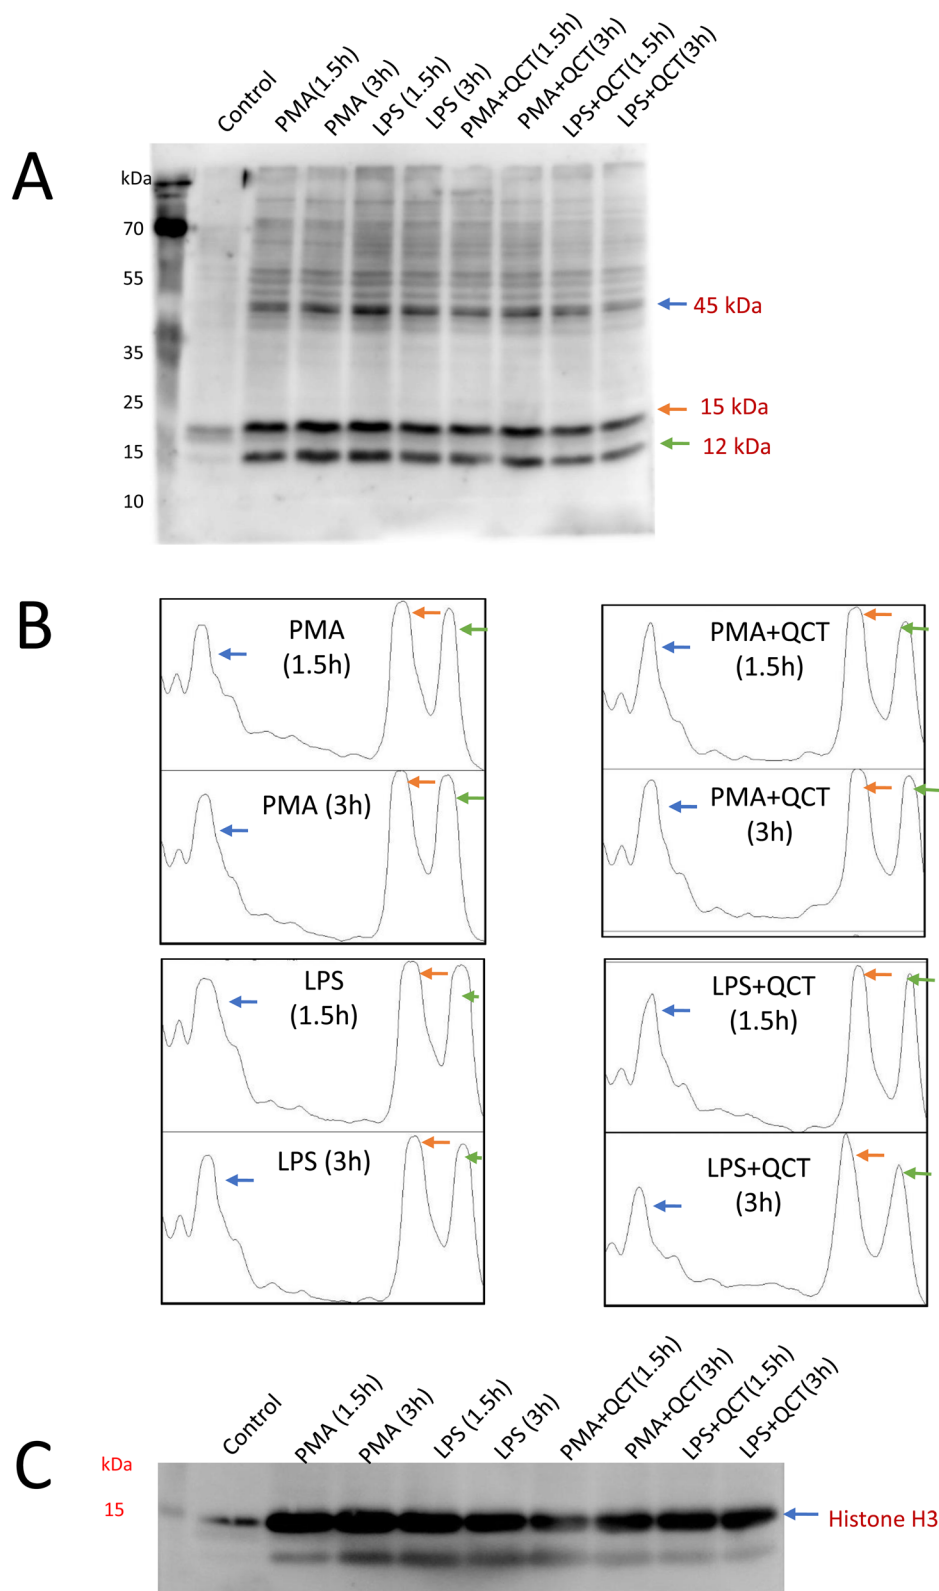 Control
PMA(1.5h)
PMA (3h)
LPS (1.5h)
LPS (3h)
PMA+QCT(1.5h)
PMA+QCT(3h)
LPS+QCT(1.5h)
LPS+QCT(3h)
A
kDa
70
55
45 kDa
35
25
15 kDa
12 kDa
15
10
B
PMA
(1.5h)
PMA+QCT
(1.5h)
PMA (3h)
PMA+QCT
(3h)
LPS
(1.5h)
LPS+QCT
(1.5h)
LPS (3h)
LPS+QCT
(3h)
Control
PMA (1.5h)
PMA (3h)
LPS (1.5h)
LPS (3h)
PMA+QCT(1.5h)
PMA+QCT(3h)
LPS+QCT(1.5h)
LPS+QCT(3h)
C
kDa
15
Histone H3